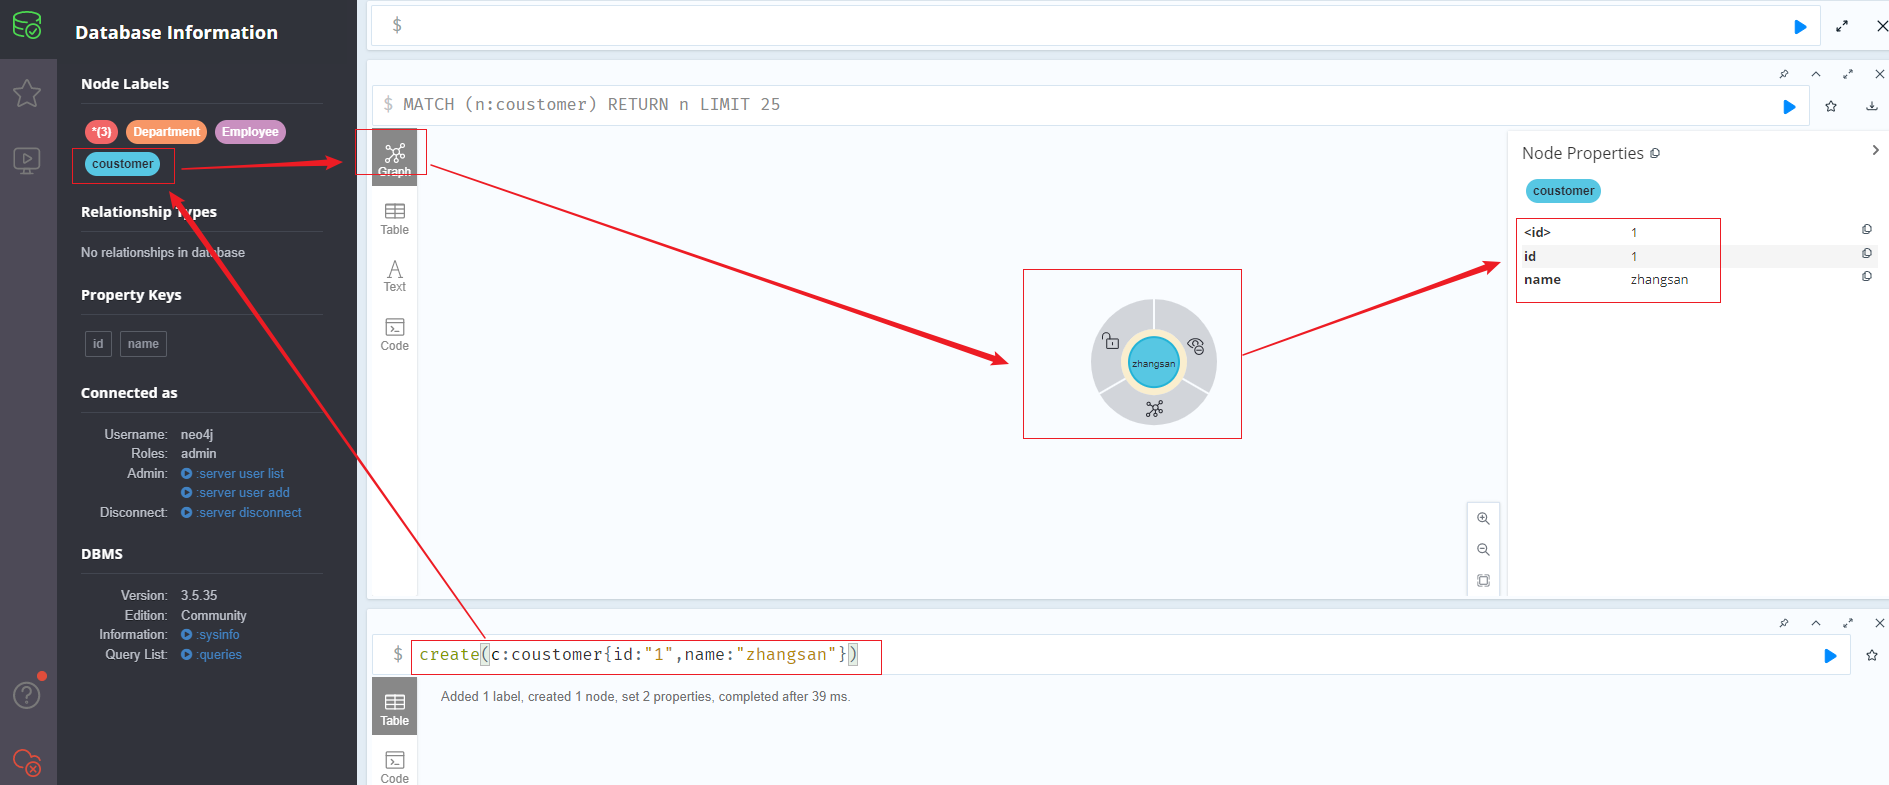 Database Information
Node Labels
*(3) Department Employee
coustomer
Relationship Types
No relationships in database
Property Keys
id name
Connected as
Username: neo4j
Roles: admin
Admin: :server user list
:server user add
Disconnect: :server disconnect
DBMS
Version: 3.5.35
Edition: Community
Information: :sysinfo
Query List: :queries
$
$ MATCH (n:coustomer) RETURN n LIMIT 25
Graph
Table
Text
Code
zhangsan
Node Properties
coustomer
<id> 1
id 1
name zhangsan
$ create(c:coustomer{id:"1",name:"zhangsan"})
Added 1 label, created 1 node, set 2 properties, completed after 39 ms.
Table
Code